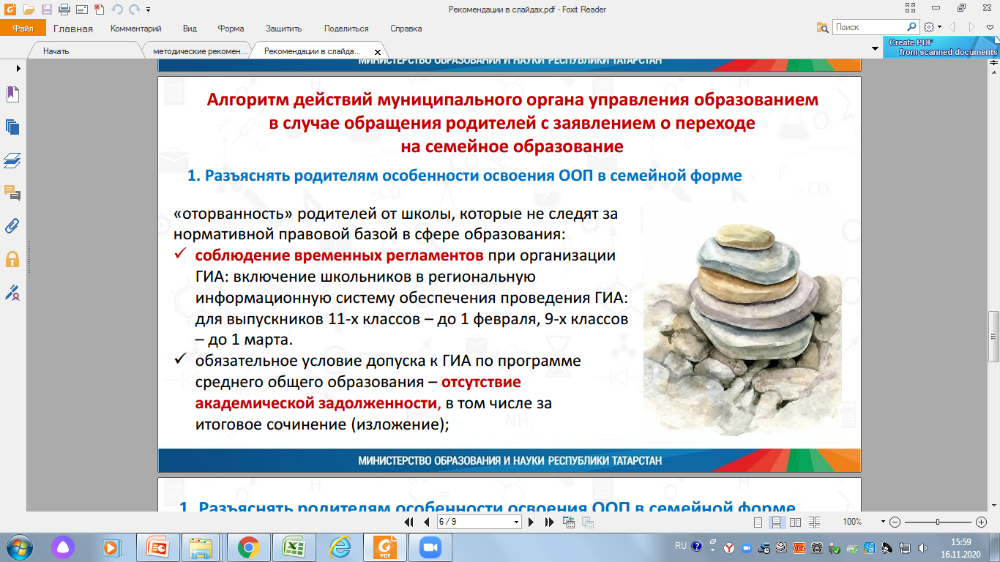 Рекомендации в слайдах.pdf - Foxit Reader
Файл Главная Комментарий Вид Форма Защитить Поделиться Справка Поиск
Начать методические рекомен... Рекомендации в слайда... Create PDF
from scanned documents
МИНИСТЕРСТВО ОБРАЗОВАНИЯ И НАУКИ РЕСПУБЛИКИ ТАТАРСТАН
Алгоритм действий муниципального органа управления образованием
в случае обращения родителей с заявлением о переходе
на семейное образование
1. Разъяснять родителям особенности освоения ООП в семейной форме
«оторванность» родителей от школы, которые не следят за
нормативной правовой базой в сфере образования:
✓ соблюдение временных регламентов при организации
ГИА: включение школьников в региональную
информационную систему обеспечения проведения ГИА:
для выпускников 11-х классов – до 1 февраля, 9-х классов
– до 1 марта.
✓ обязательное условие допуска к ГИА по программе
среднего общего образования – отсутствие
академической задолженности, в том числе за
итоговое сочинение (изложение);
МИНИСТЕРСТВО ОБРАЗОВАНИЯ И НАУКИ РЕСПУБЛИКИ ТАТАРСТАН
1. Разъяснять родителям особенности освоения ООП в семейной форме
6 / 9 100%
RU 15:59
16.11.2020